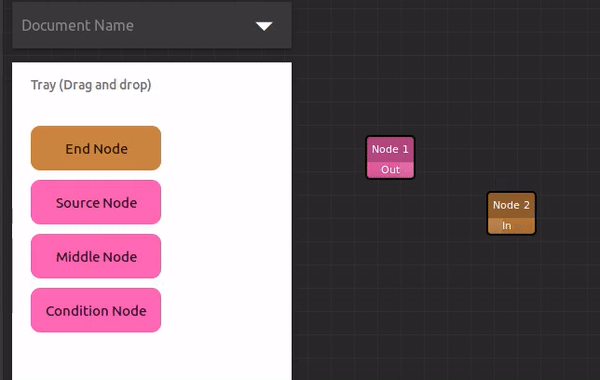 Document Name
Tray (Drag and drop)
End Node
Source Node
Middle Node
Condition Node
Node 1
Out
Node 2
In